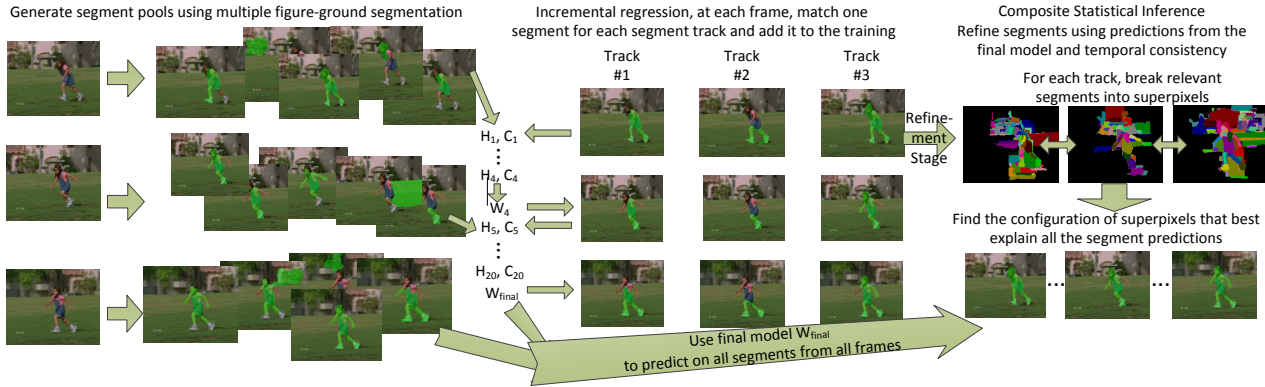 Generate segment pools using multiple figure-ground segmentation
Incremental regression, at each frame, match one
segment for each segment track and add it to the training
Track
#1
Track
#2
Track
#3
H1, C1
H4, C4
W4
H5, C5
H20, C20
Wfinal
Refine-
ment
Stage
Composite Statistical Inference
Refine segments using predictions from the
final model and temporal consistency
For each track, break relevant
segments into superpixels
Find the configuration of superpixels that best
explain all the segment predictions
Use final model Wfinal
to predict on all segments from all frames